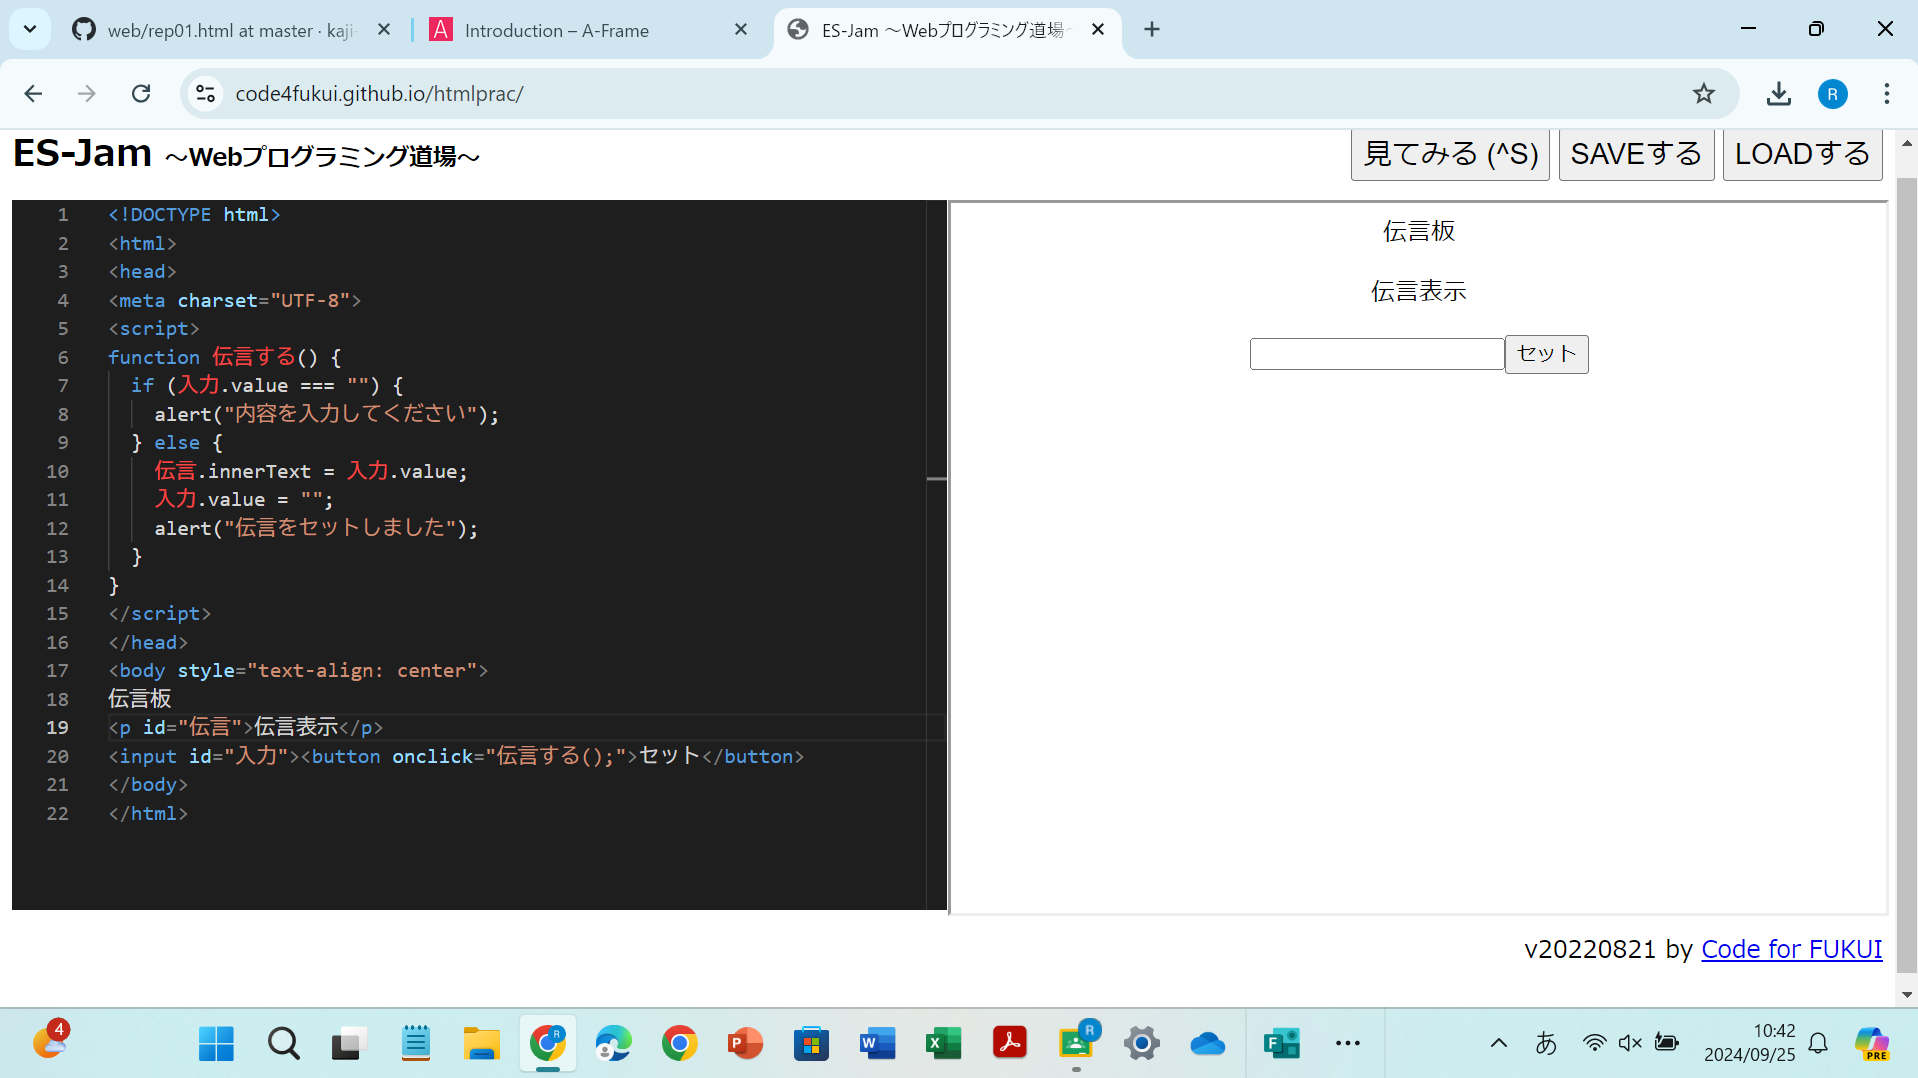 web/rep01.html at master · kaji-
Introduction – A-Frame
ES-Jam 〜Webプログラミング道場〜
code4fukui.github.io/htmlprac/
R
ES-Jam 〜Webプログラミング道場〜
見てみる (^S)
SAVEする
LOADする
1 <!DOCTYPE html>
2 <html>
3 <head>
4 <meta charset="UTF-8">
5 <script>
6 function 伝言する() {
7   if (入力.value === "") {
8     alert("内容を入力してください");
9   } else {
10     伝言.innerText = 入力.value;
11     入力.value = "";
12     alert("伝言をセットしました");
13   }
14 }
15 </script>
16 </head>
17 <body style="text-align: center">
18 伝言板
19 <p id="伝言">伝言表示</p>
20 <input id="入力"><button onclick="伝言する();">セット</button>
21 </body>
22 </html>
伝言板
伝言表示
セット
v20220821 by Code for FUKUI
4
R
P
W
X
R
F
あ
10:42
2024/09/25
PRE